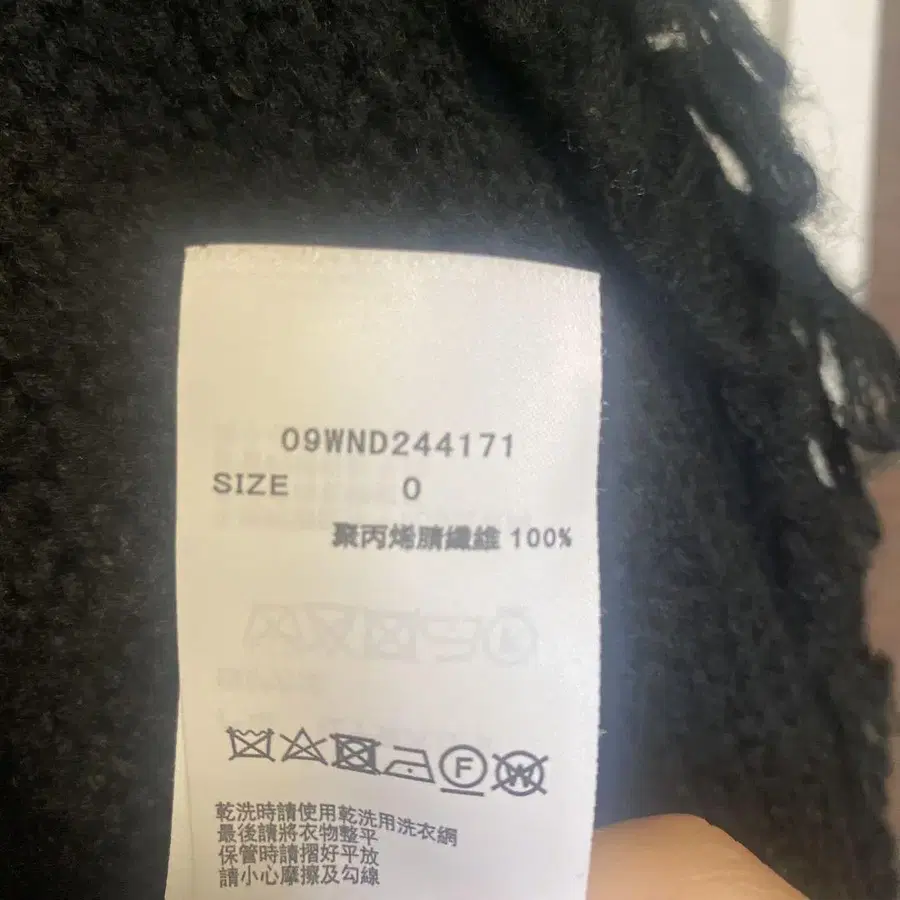 09WND244171
SIZE 0
聚丙烯腈纖維 100%
F W
乾洗時請使用乾洗用洗衣網
最後請將衣物整平
保管時請摺好平放
請小心摩擦及勾線